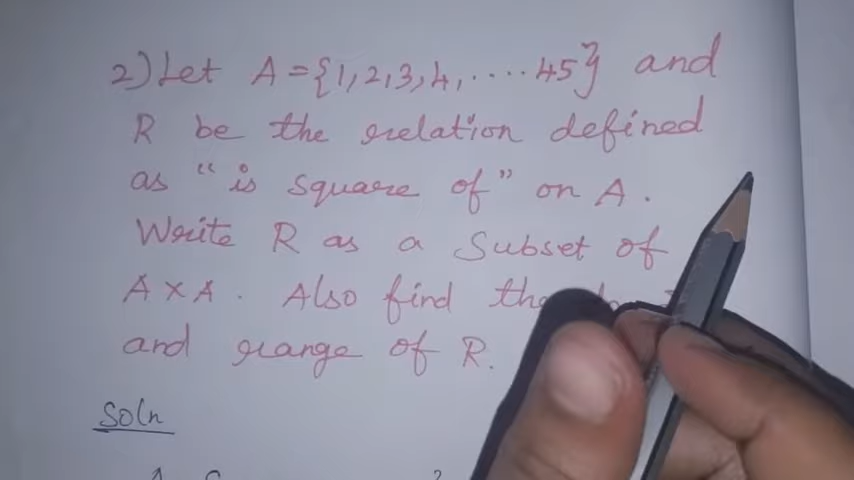 2) Let A = {1, 2, 3, 4, .... 45} and
R be the relation defined
as "is square of" on A.
Write R as a Subset of
A × A. Also find the
and range of R.
Soln